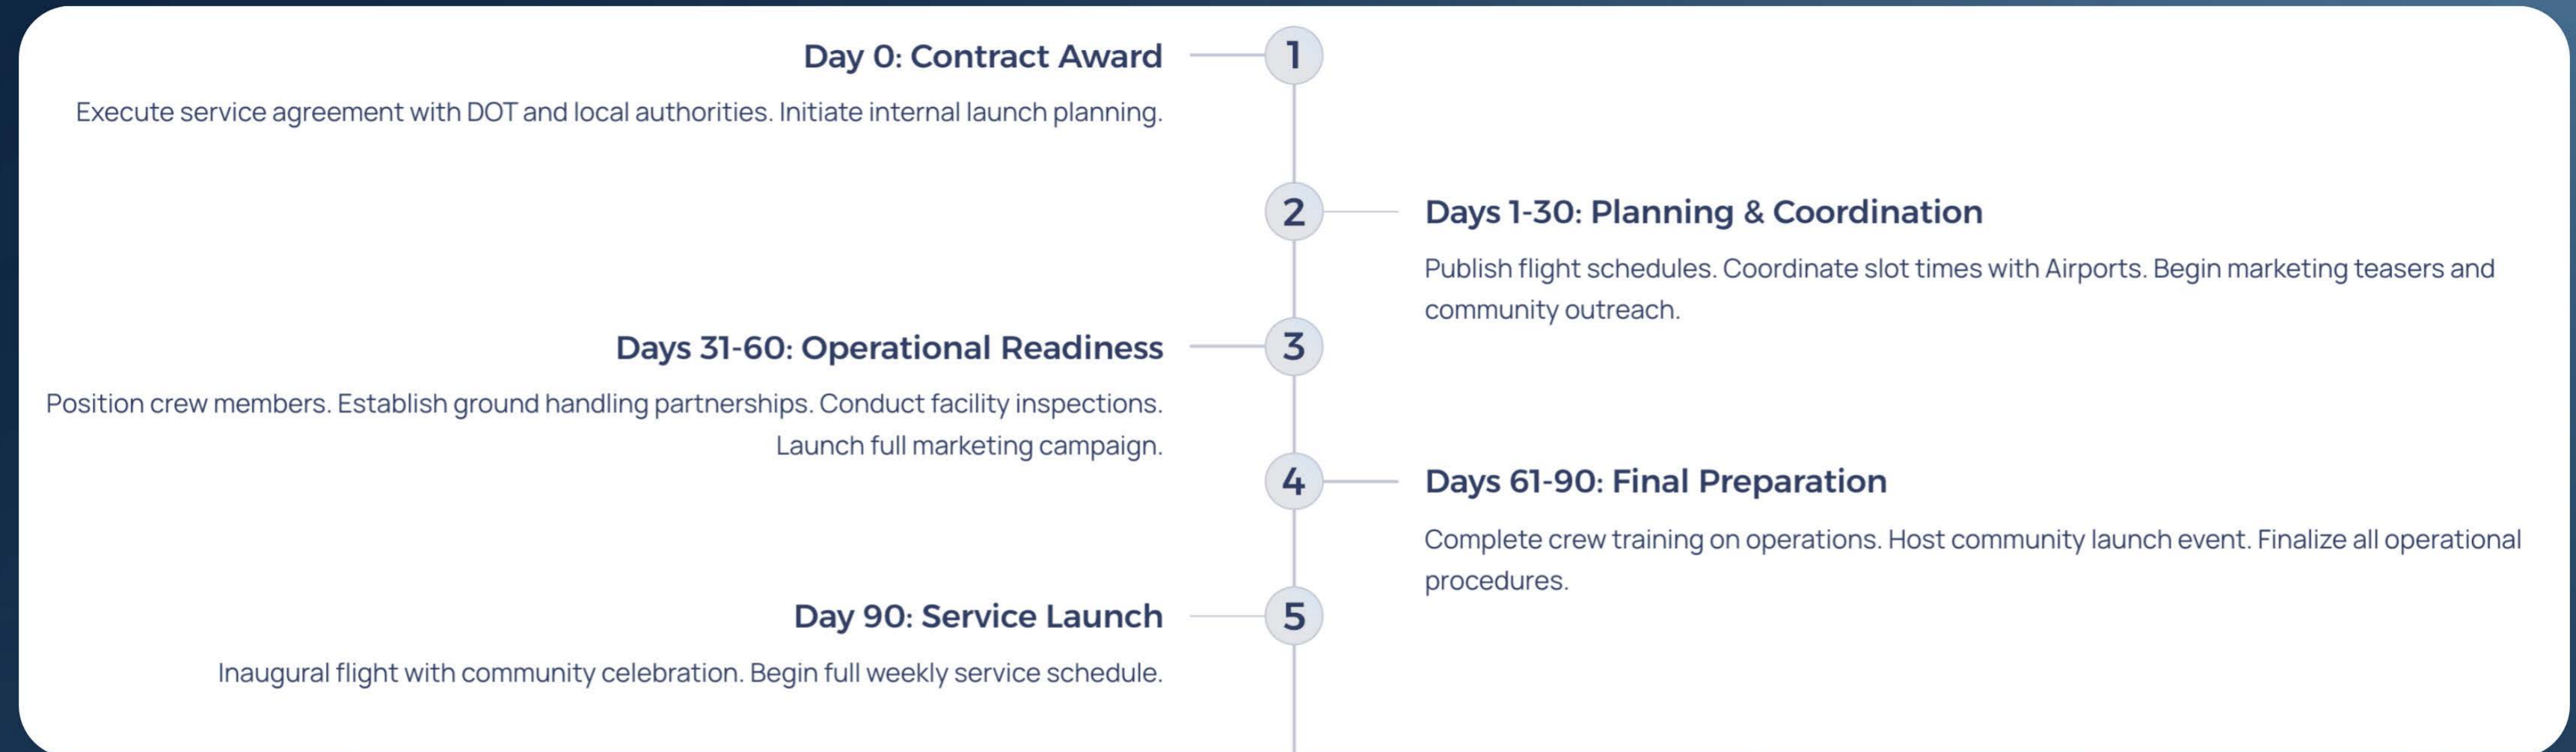 Day 0: Contract Award
1
Execute service agreement with DOT and local authorities. Initiate internal launch planning.
2
Days 1-30: Planning & Coordination
Publish flight schedules. Coordinate slot times with Airports. Begin marketing teasers and
community outreach.
Days 31-60: Operational Readiness
3
Position crew members. Establish ground handling partnerships. Conduct facility inspections.
Launch full marketing campaign.
4
Days 61-90: Final Preparation
Complete crew training on operations. Host community launch event. Finalize all operational
procedures.
Day 90: Service Launch
5
Inaugural flight with community celebration. Begin full weekly service schedule.